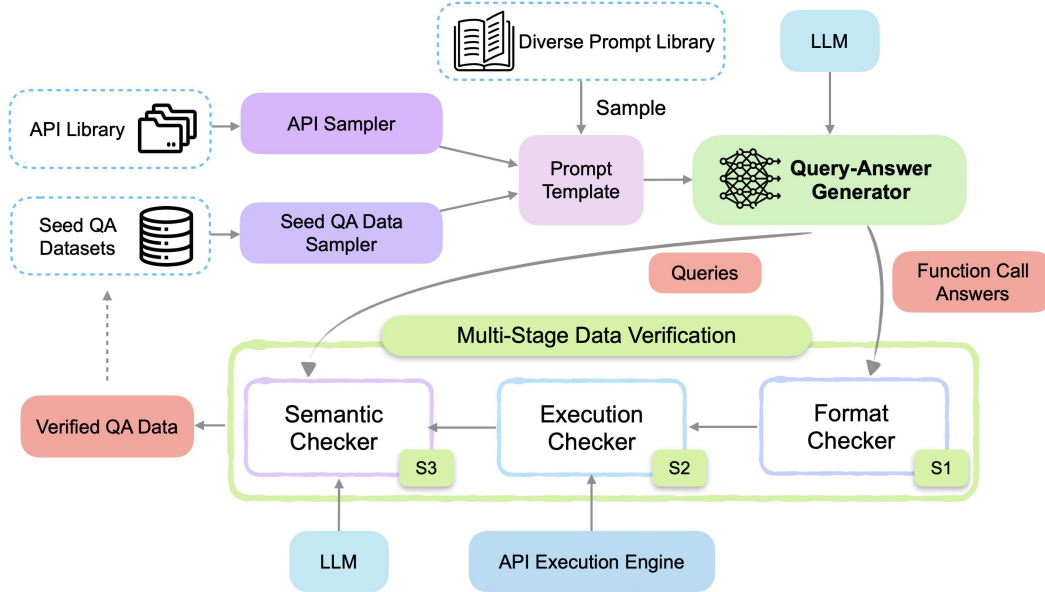 Diverse Prompt Library
LLM
API Library
API Sampler
Sample
Prompt
Template
Query-Answer
Generator
Seed QA
Datasets
Seed QA Data
Sampler
Queries
Function Call
Answers
Multi-Stage Data Verification
Verified QA Data
Semantic
Checker
S3
Execution
Checker
S2
Format
Checker
S1
LLM
API Execution Engine